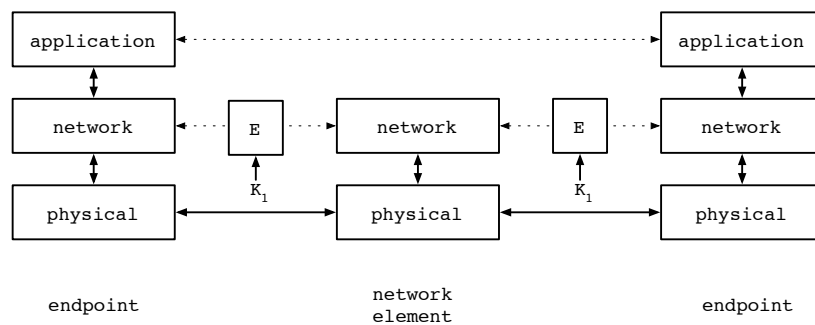 application
application
network
E
network
E
network
physical
K1
physical
K1
physical
endpoint
network
element
endpoint